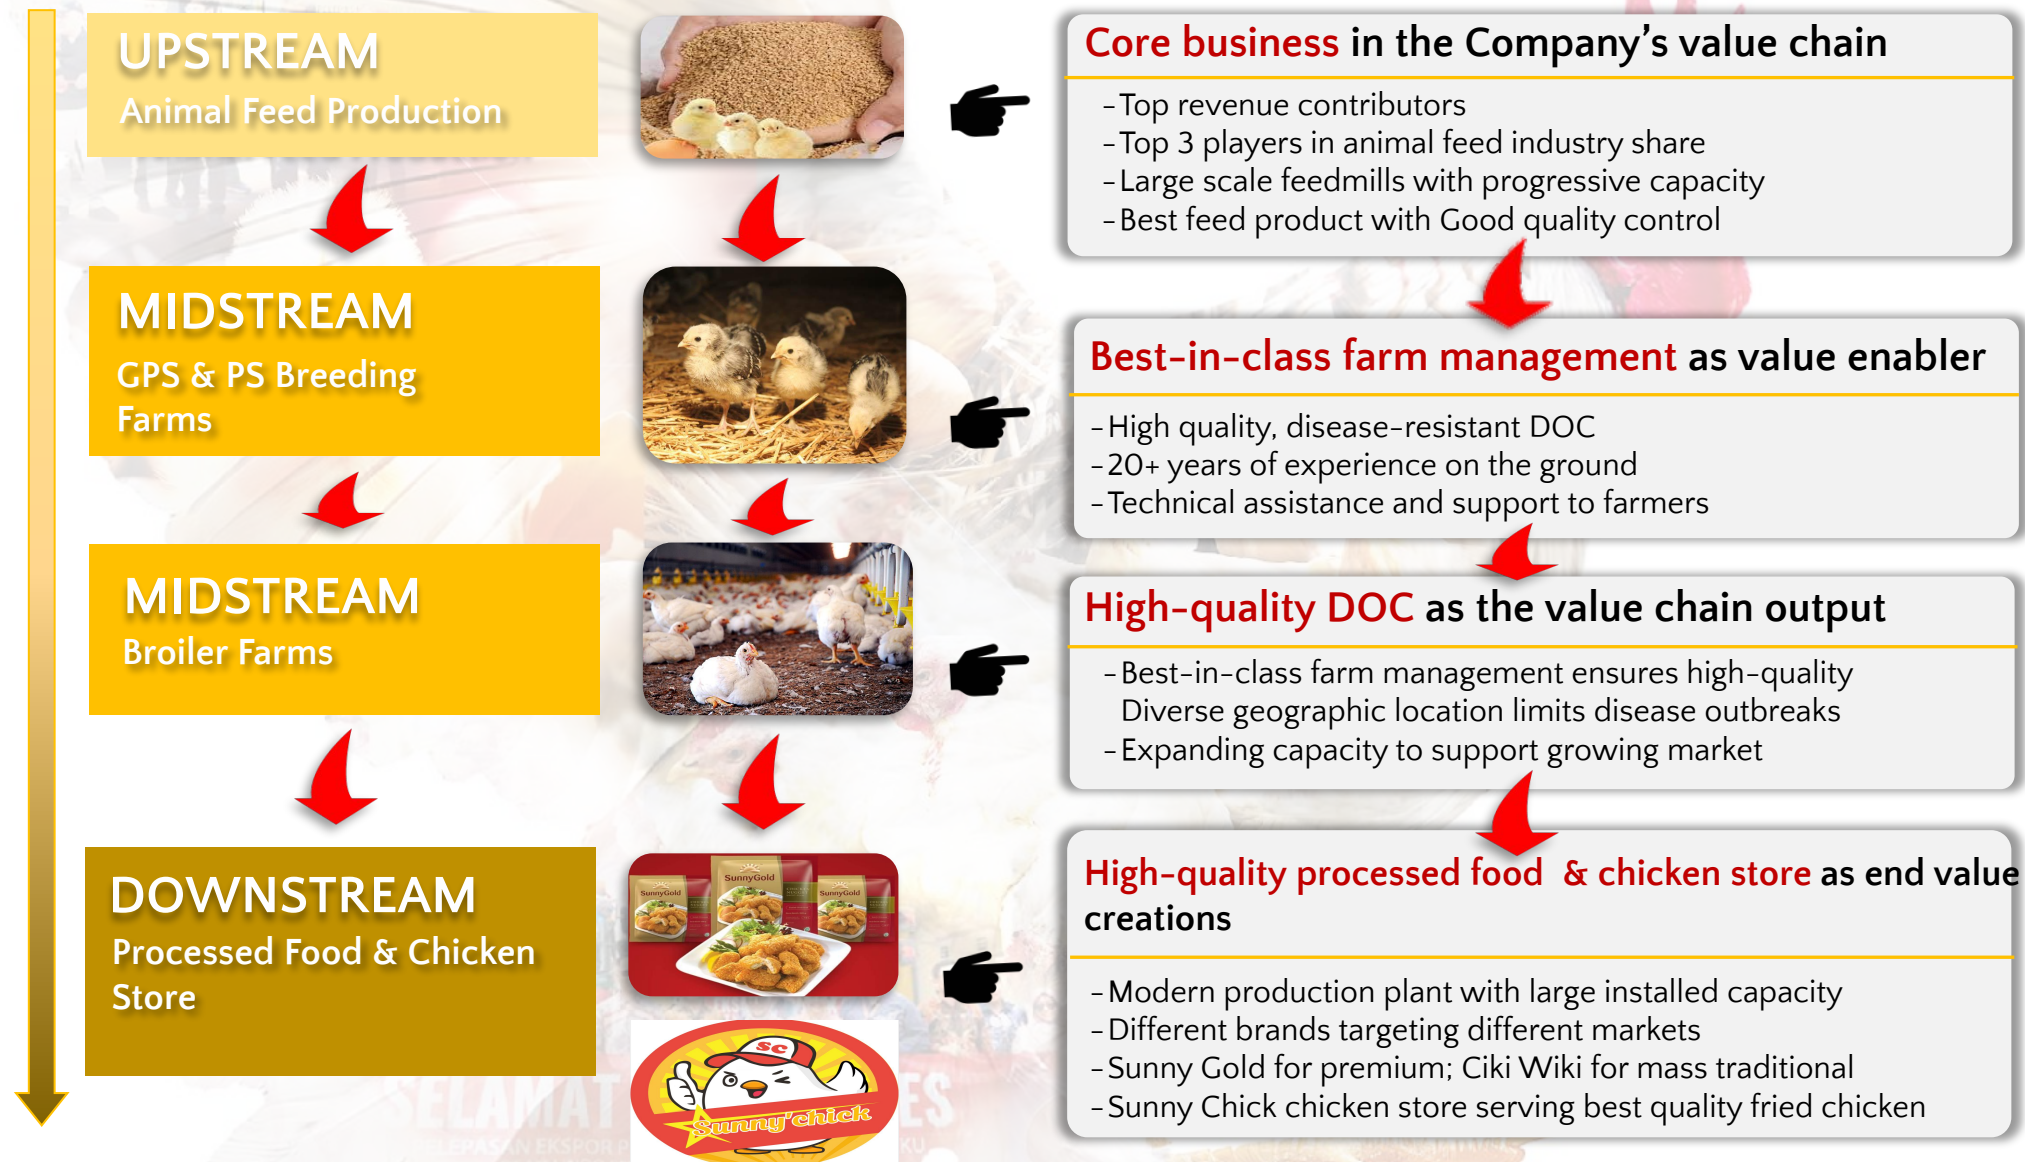 UPSTREAM
Animal Feed Production
Core business in the Company's value chain
-Top revenue contributors
-Top 3 players in animal feed industry share
-Large scale feedmills with progressive capacity
-Best feed product with Good quality control
MIDSTREAM
GPS & PS Breeding
Farms
Best-in-class farm management as value enabler
-High quality, disease-resistant DOC
-20+ years of experience on the ground
-Technical assistance and support to farmers
MIDSTREAM
Broiler Farms
High-quality DOC as the value chain output
-Best-in-class farm management ensures high-quality
Diverse geographic location limits disease outbreaks
-Expanding capacity to support growing market
DOWNSTREAM
Processed Food & Chicken
Store
SunnyGold
SunnyGold
SunnyGold
SC
Sunny'chick
High-quality processed food & chicken store as end value
creations
-Modern production plant with large installed capacity
-Different brands targeting different markets
-Sunny Gold for premium; Ciki Wiki for mass traditional
-Sunny Chick chicken store serving best quality fried chicken
SELAMAT